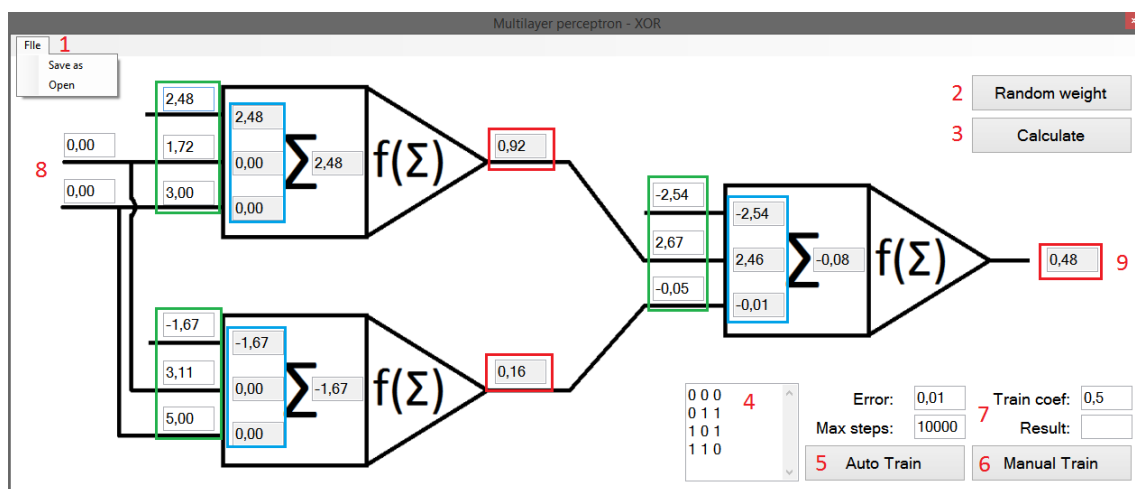 Multilayer perceptron - XOR
x
File 1
Save as
Open
2,48
2,48
0,00
1,72
0,00
Σ
2,48
f(Σ)
0,92
8
0,00
3,00
0,00
2 Random weight
3 Calculate
-2,54
-2,54
2,67
2,46
Σ
-0,08
f(Σ)
0,48
9
-0,05
-0,01
-1,67
-1,67
3,11
0,00
Σ
-1,67
f(Σ)
0,16
5,00
0,00
0 0 0
0 1 1
1 0 1
1 1 0
4
Error: 0,01
Max steps: 10000
7
Train coef: 0,5
Result:
5 Auto Train
6 Manual Train